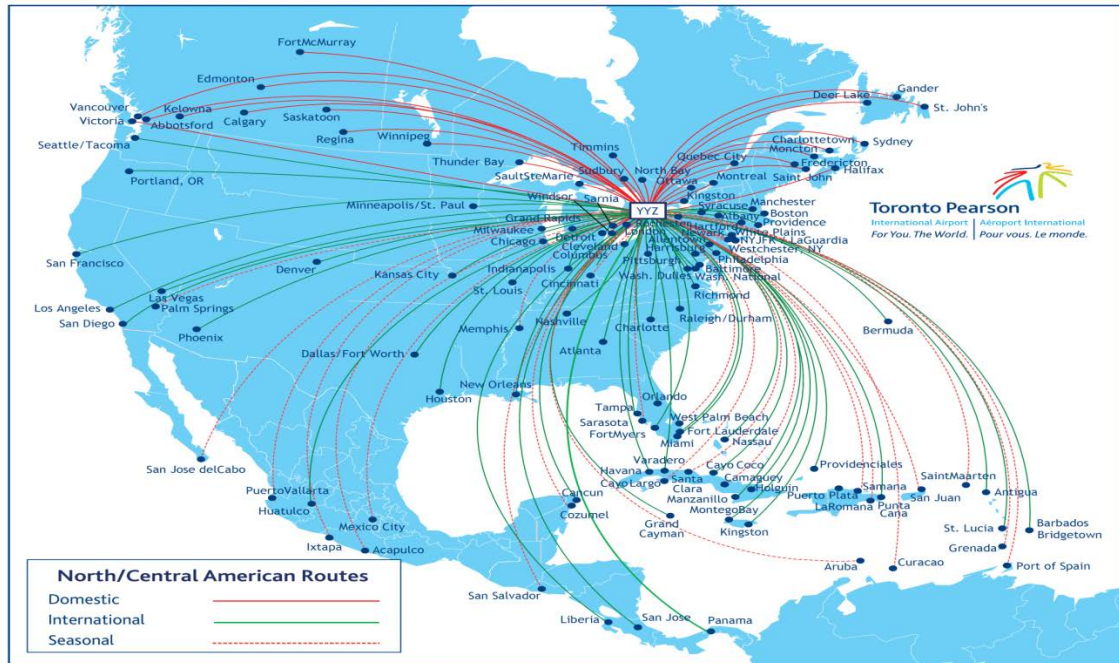 FortMcMurray
Edmonton
Vancouver
Kelowna
Victoria
Abbotsford
Calgary
Saskatoon
Seattle/Tacoma
Regina
Winnipeg
Portland, OR
Thunder Bay
Timmins
SaultSteMarie
Sudbury
North Bay
Ottawa
Quebec City
Montreal
Kingston
Deer Lake
Gander
St. John's
Charlottetown
Moncton
Sydney
Fredericton
Saint John
Halifax
Windsor
Sarnia
YYZ
Minneapolis/St. Paul
Grand Rapids
Milwaukee
Chicago
Detroit
London
Cleveland
Columbus
Rochester
Syracuse
Manchester
Albany
Boston
Hartford
Providence
Newark
White Plains
Allentown
NYJFK + LaGuardia
Harrisburg
Westchester, NY
Pittsburgh
Philadelphia
Baltimore
Wash. Dulles
Wash. National
Richmond
San Francisco
Denver
Kansas City
Indianapolis
St. Louis
Cincinnati
Los Angeles
Las Vegas
Palm Springs
San Diego
Phoenix
Memphis
Nashville
Charlotte
Raleigh/Durham
Bermuda
Dallas/Fort Worth
Atlanta
Houston
New Orleans
Orlando
Tampa
Sarasota
FortMyers
West Palm Beach
Fort Lauderdale
Miami
Nassau
San Jose delCabo
PuertoVallarta
Huatulco
Mexico City
Ixtapa
Acapulco
Cancun
Cozumel
Varadero
Havana
CayoLargo
Santa
Clara
Cayo Coco
Camaguey
Holguin
Manzanillo
MontegoBay
Grand
Cayman
Kingston
Providenciales
Puerto Plata
Samana
LaRomana
Punta
Cana
San Juan
SaintMaarten
Antigua
St. Lucia
Barbados
Bridgetown
Grenada
Port of Spain
Aruba
Curacao
San Salvador
Liberia
San Jose
Panama
Toronto Pearson
International Airport | Aéroport International
For You. The World. | Pour vous. Le monde.
North/Central American Routes
Domestic
International
Seasonal